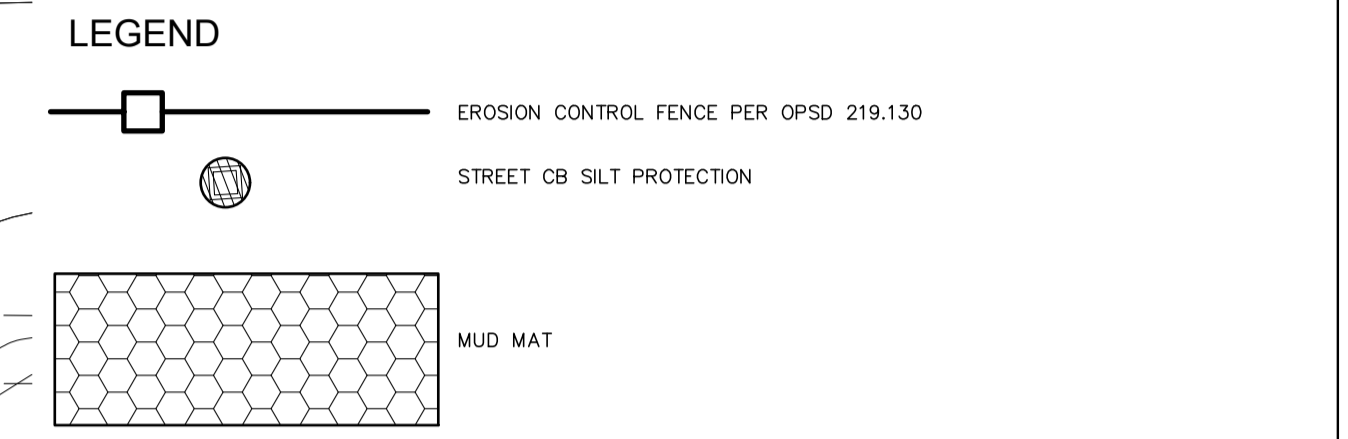 LEGEND
EROSION CONTROL FENCE PER OPSD 219.130
STREET CB SILT PROTECTION
MUD MAT